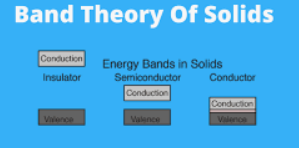 Band Theory Of Solids
Conduction
Energy Bands in Solids
Insulator Semiconductor Conductor
Conduction
Conduction
Valence Valence Valence